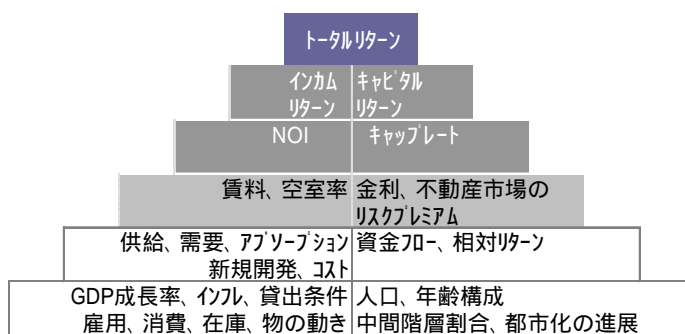 トータルリターン
インカム キャピタル
リターン リターン
NOI キャップレート
賃料、空室率 金利、不動産市場の
リスクプレミアム
供給、需要、アブソープション 資金フロー、相対リターン
新規開発、コスト
GDP成長率、インフレ、貸出条件 人口、年齢構成
雇用、消費、在庫、物の動き 中間階層割合、都市化の進展